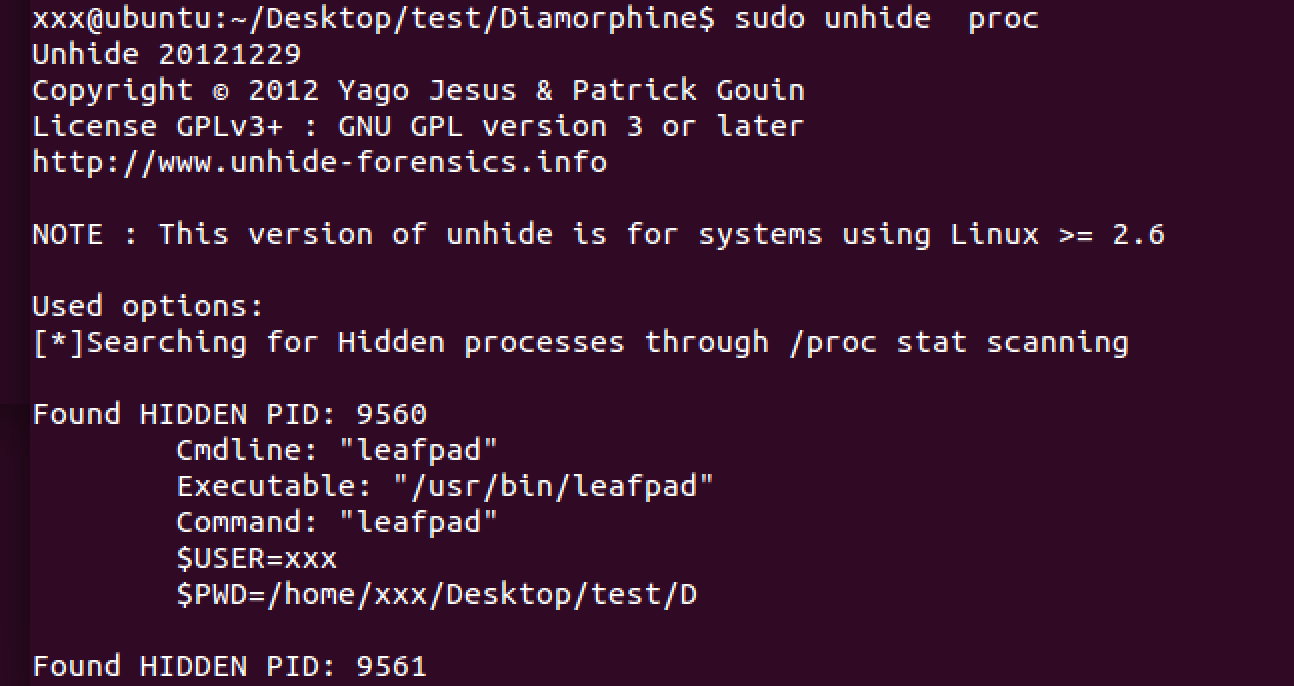 xxx@ubuntu:~/Desktop/test/Diamorphine$ sudo unhide  proc
Unhide 20121229
Copyright © 2012 Yago Jesus & Patrick Gouin
License GPLv3+ : GNU GPL version 3 or later
http://www.unhide-forensics.info
NOTE : This version of unhide is for systems using Linux >= 2.6
Used options:
[*]Searching for Hidden processes through /proc stat scanning
Found HIDDEN PID: 9560
Cmdline: "leafpad"
Executable: "/usr/bin/leafpad"
Command: "leafpad"
$USER=xxx
$PWD=/home/xxx/Desktop/test/D
Found HIDDEN PID: 9561